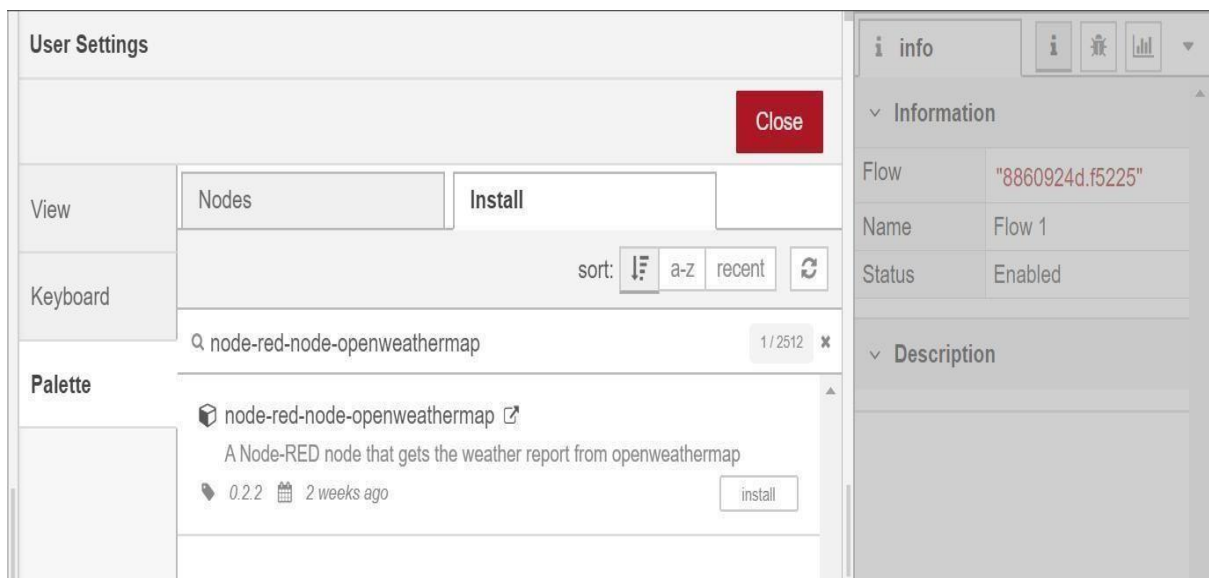 User Settings
Close
View
Keyboard
Palette
Nodes
Install
sort:
a-z
recent
node-red-node-openweathermap
1 / 2512
node-red-node-openweathermap
A Node-RED node that gets the weather report from openweathermap
0.2.2 2 weeks ago
install
info
Information
Flow "8860924d.f5225"
Name Flow 1
Status Enabled
Description